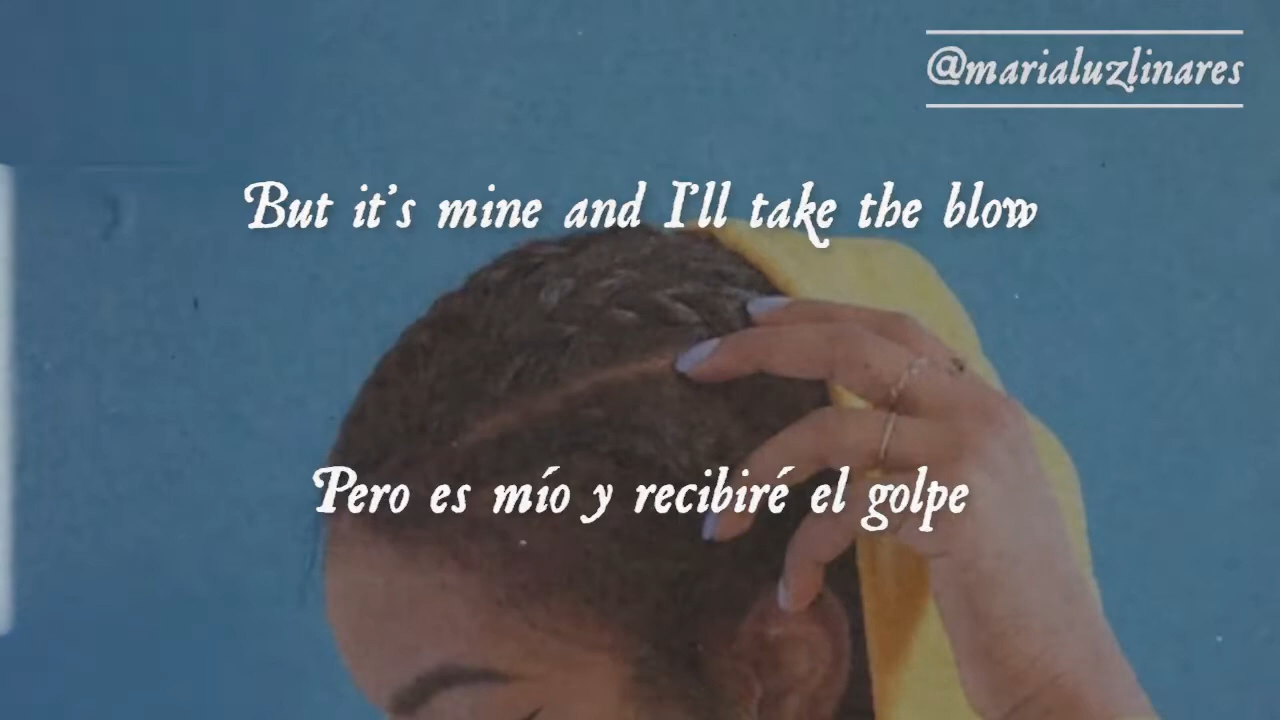 @marialuzlinares
But it's mine and I'll take the blow
Pero es mío y recibiré el golpe